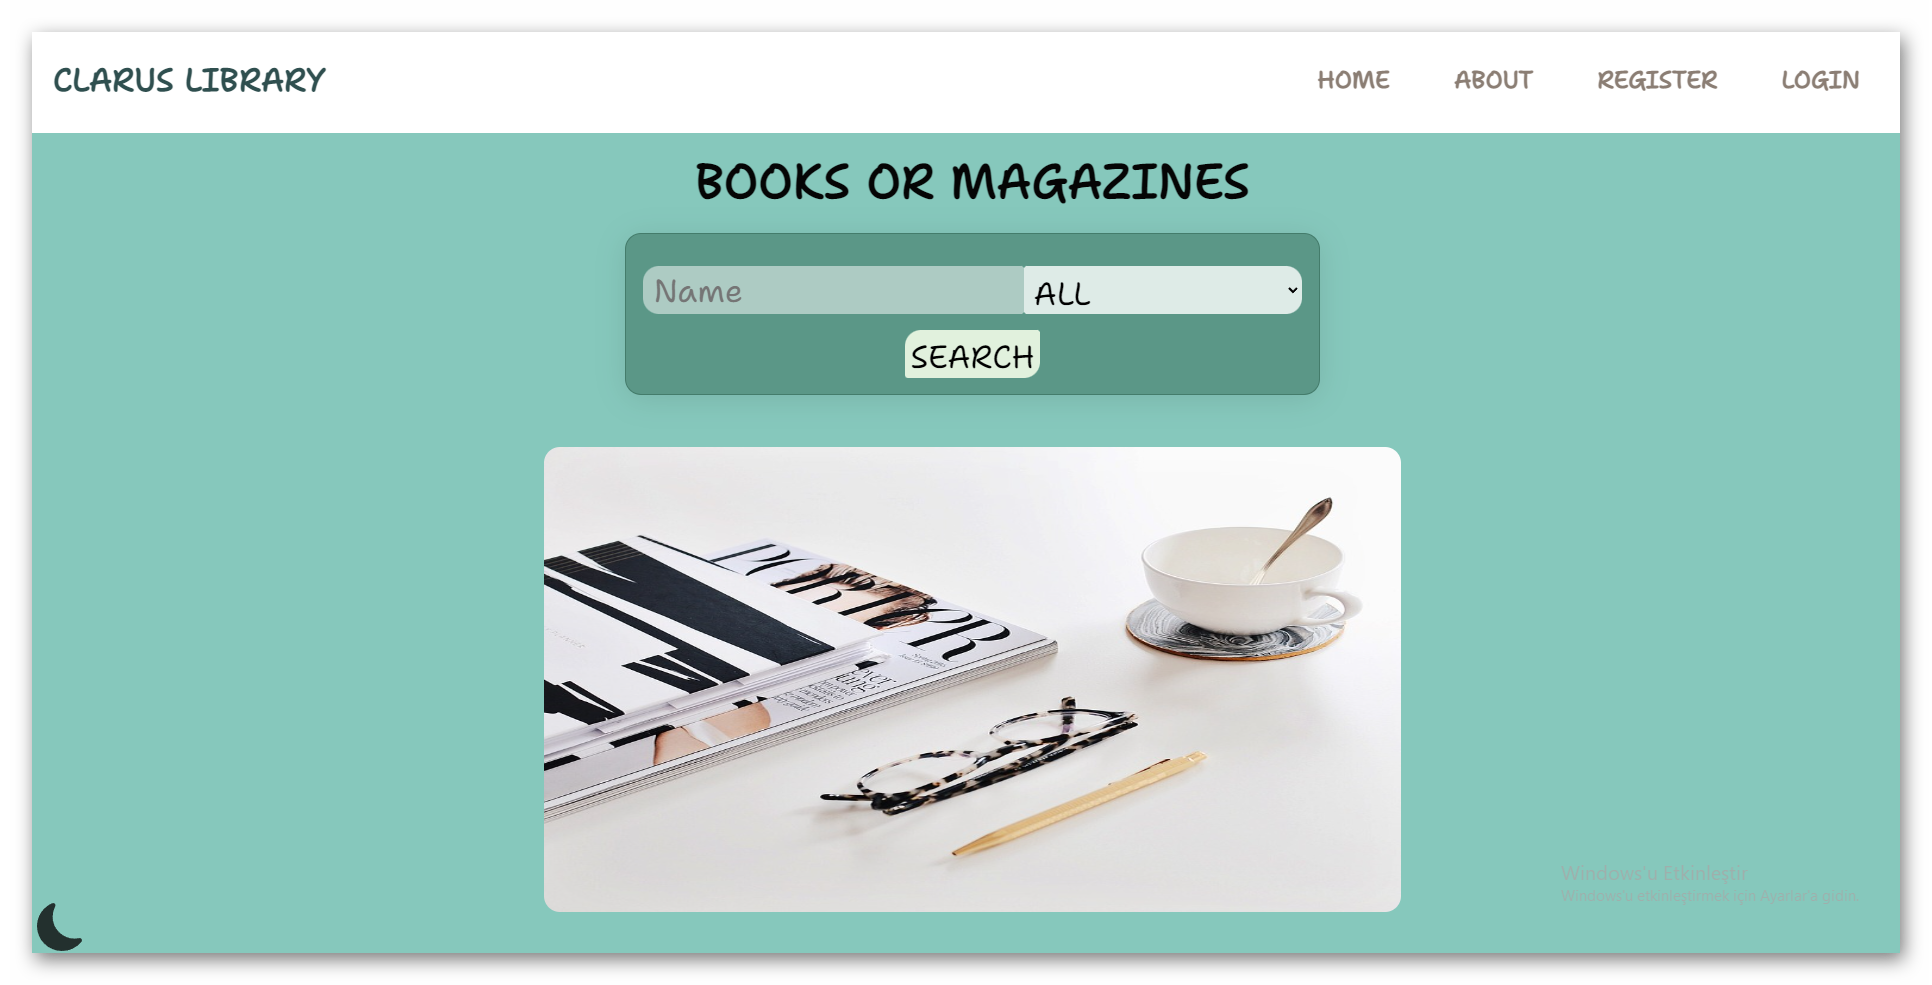 CLARUS LIBRARY
HOME ABOUT REGISTER LOGIN
BOOKS OR MAGAZINES
Name
ALL
SEARCH
PORTER
Windows'u Etkinleştir
Windows'u etkinleştirmek için Ayarlar'a gidin.